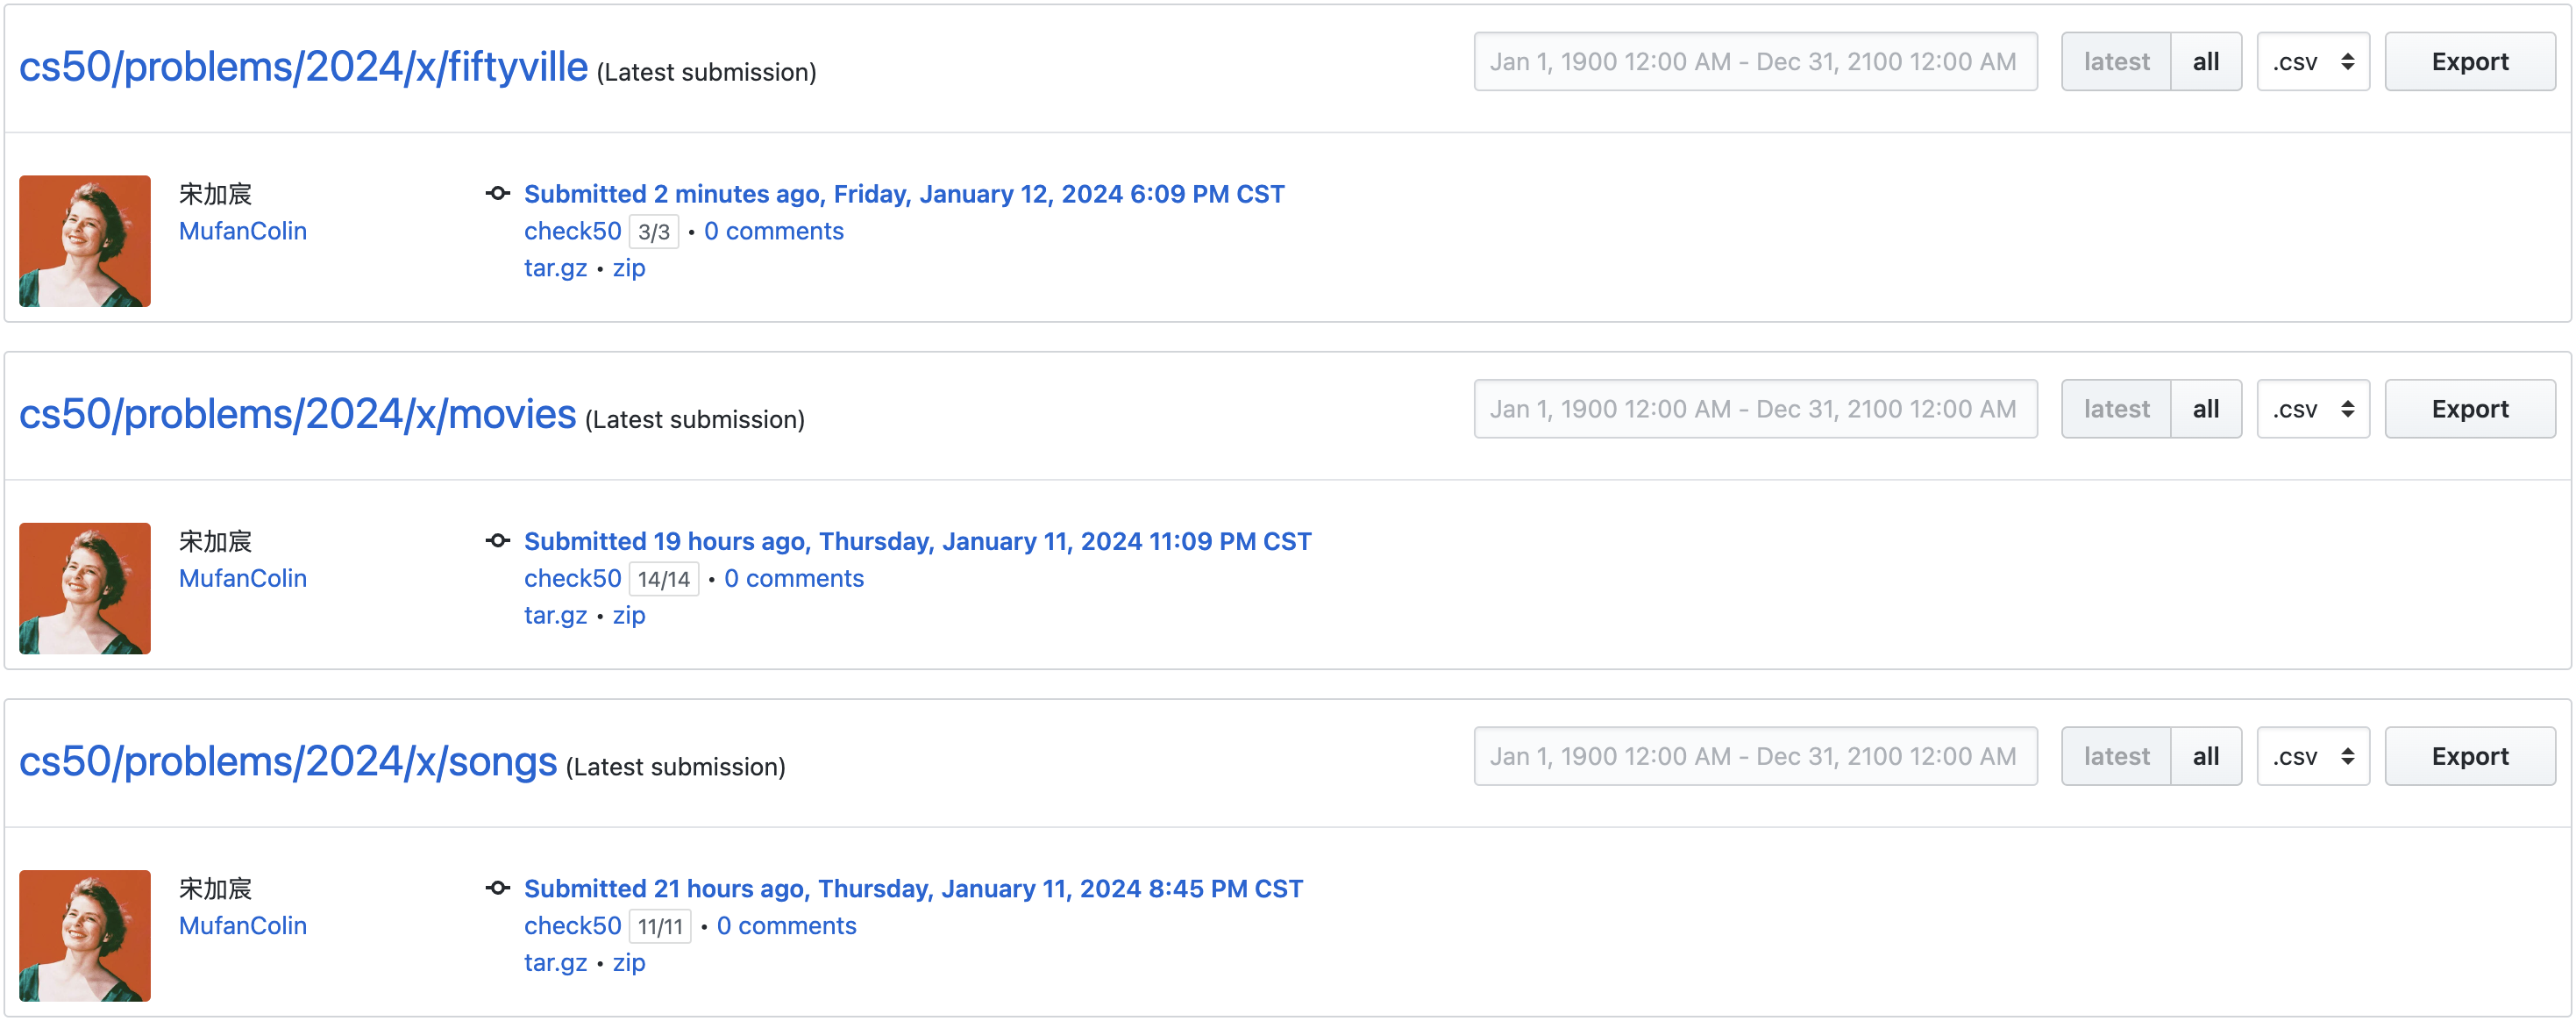 cs50/problems/2024/x/fiftyville (Latest submission) Jan 1, 1900 12:00 AM - Dec 31, 2100 12:00 AM latest all .csv Export
宋加宸 Submitted 2 minutes ago, Friday, January 12, 2024 6:09 PM CST
MufanColin check50 3/3 • 0 comments
tar.gz • zip
cs50/problems/2024/x/movies (Latest submission) Jan 1, 1900 12:00 AM - Dec 31, 2100 12:00 AM latest all .csv Export
宋加宸 Submitted 19 hours ago, Thursday, January 11, 2024 11:09 PM CST
MufanColin check50 14/14 • 0 comments
tar.gz • zip
cs50/problems/2024/x/songs (Latest submission) Jan 1, 1900 12:00 AM - Dec 31, 2100 12:00 AM latest all .csv Export
宋加宸 Submitted 21 hours ago, Thursday, January 11, 2024 8:45 PM CST
MufanColin check50 11/11 • 0 comments
tar.gz • zip